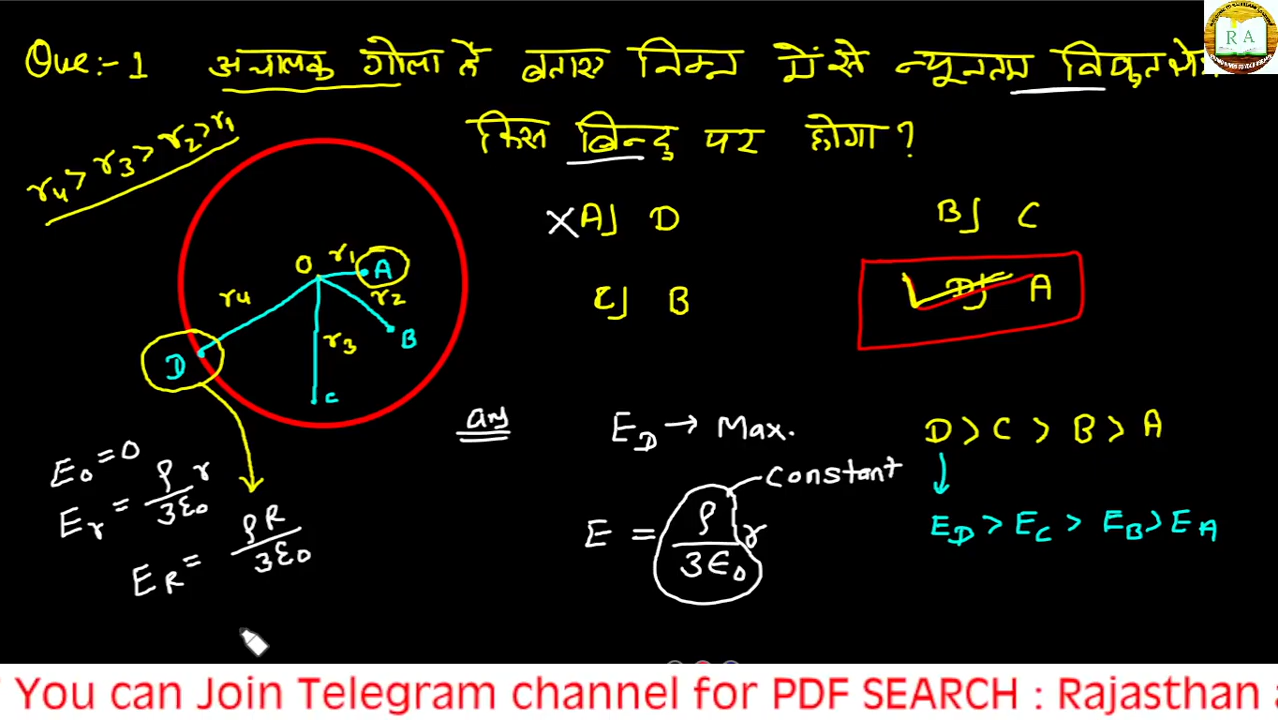 Que:- 1 अचालक गोला है बताए निम्न में से न्यूनतम विद्युत क्षेत्र
किस बिन्दु पर होगा ?
r4 > r3 > r2 > r1
A] D
B] C
C] B
D] A
O r1 A
r2 B
r3 C
r4 D
Ans
ED → Max.
D > C > B > A
Constant
E = ρ/3ε0 r
ED > EC > EB > EA
E0 = 0
Er = ρr/3ε0
ER = ρR/3ε0
RA
You can Join Telegram channel for PDF SEARCH : Rajasthan